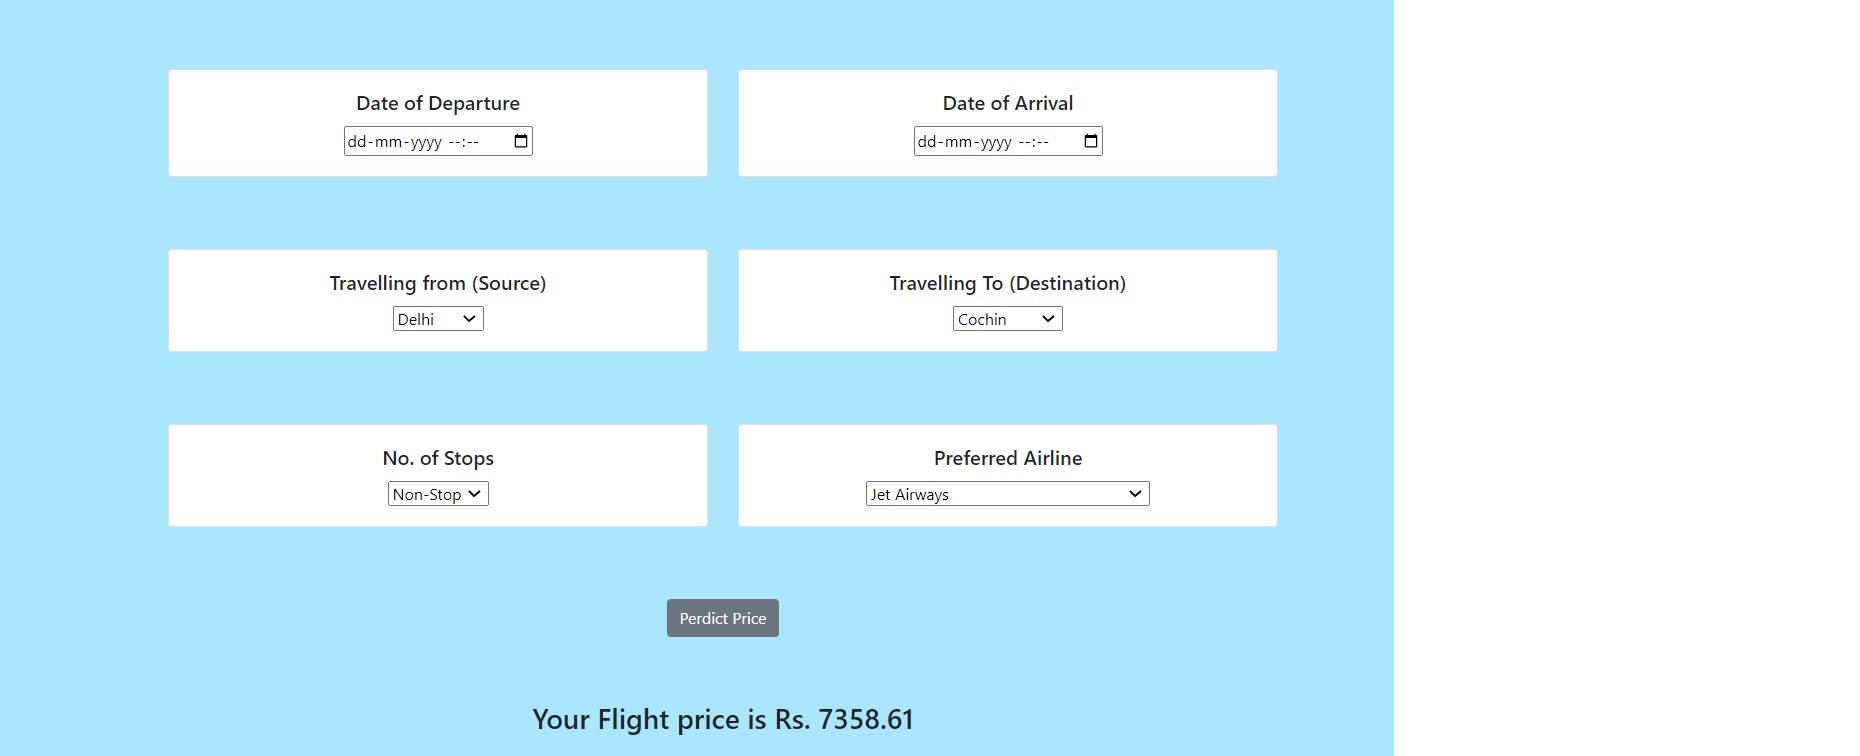 Date of Departure
dd-mm-yyyy --:--
Date of Arrival
dd-mm-yyyy --:--
Travelling from (Source)
Delhi
Travelling To (Destination)
Cochin
No. of Stops
Non-Stop
Preferred Airline
Jet Airways
Perdict Price
Your Flight price is Rs. 7358.61